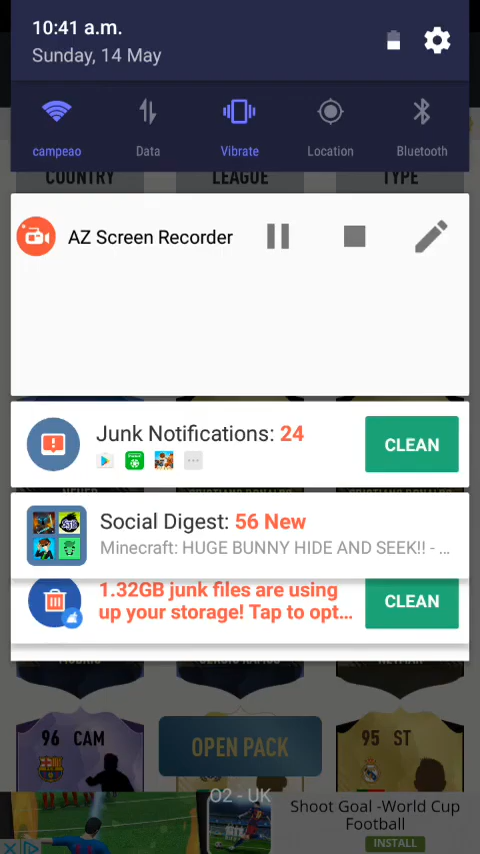 10:41 a.m.
Sunday, 14 May
campeao
Data
Vibrate
Location
Bluetooth
COUNTRY
LEAGUE
TYPE
AZ Screen Recorder
Junk Notifications: 24
CLEAN
Social Digest: 56 New
Minecraft: HUGE BUNNY HIDE AND SEEK!! - ...
1.32GB junk files are using
up your storage! Tap to opt...
CLEAN
SERGIO RAMOS
NEYMAR
96 CAM
OPEN PACK
95 ST
O2 - UK
Shoot Goal -World Cup
Football
INSTALL